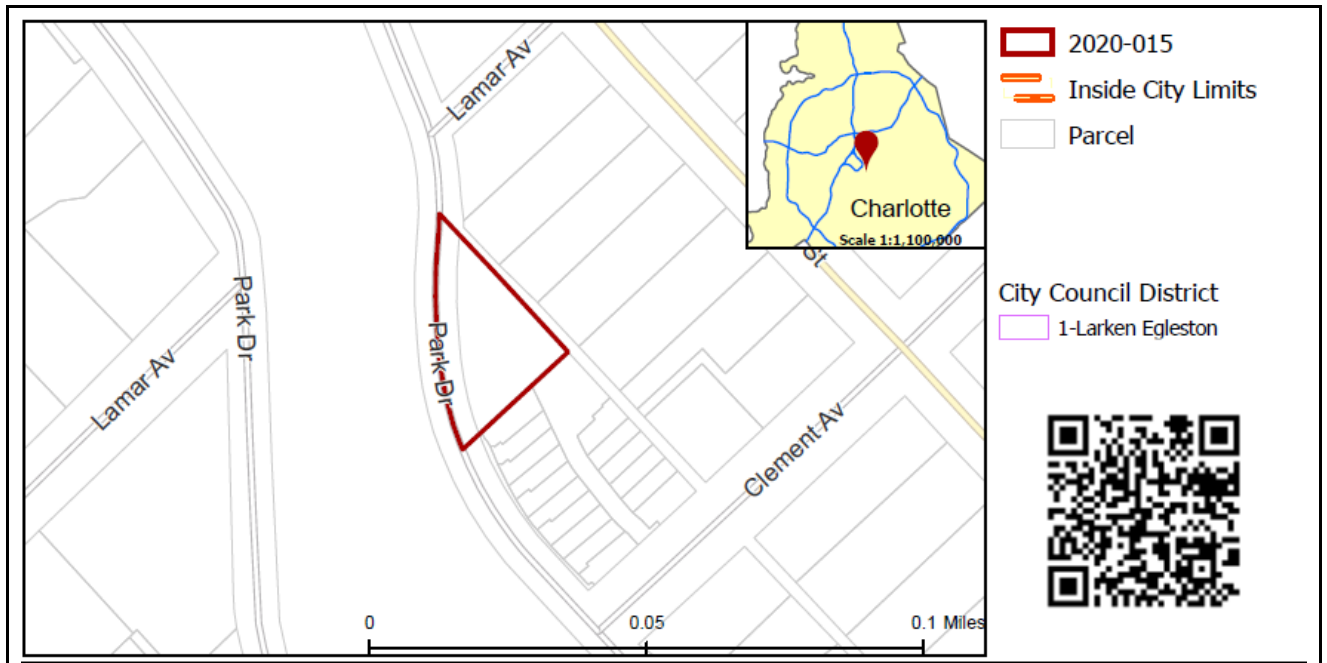 Lamar Av
Park Dr
Lamar Av
Park Dr
Clement Av
St
Charlotte
Scale 1:1,100,000
0
0.05
0.1 Miles
2020-015
Inside City Limits
Parcel
City Council District
1-Larken Egleston